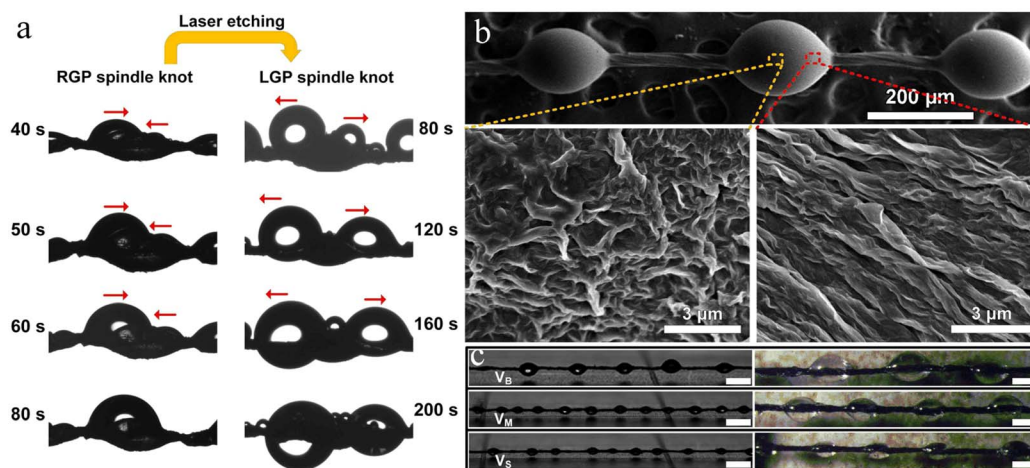 a
Laser etching
RGP spindle knot
LGP spindle knot
40 s
80 s
50 s
120 s
60 s
160 s
80 s
200 s
b
200 µm
3 µm
3 µm
c
V_B
V_M
V_S